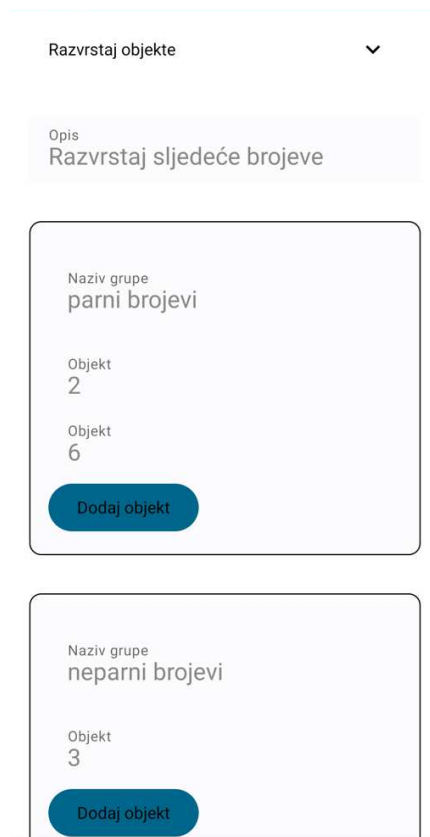 Razvrstaj objekte
Opis
Razvrstaj sljedeće brojeve
Naziv grupe
parni brojevi
Objekt
2
Objekt
6
Dodaj objekt
Naziv grupe
neparni brojevi
Objekt
3
Dodaj objekt